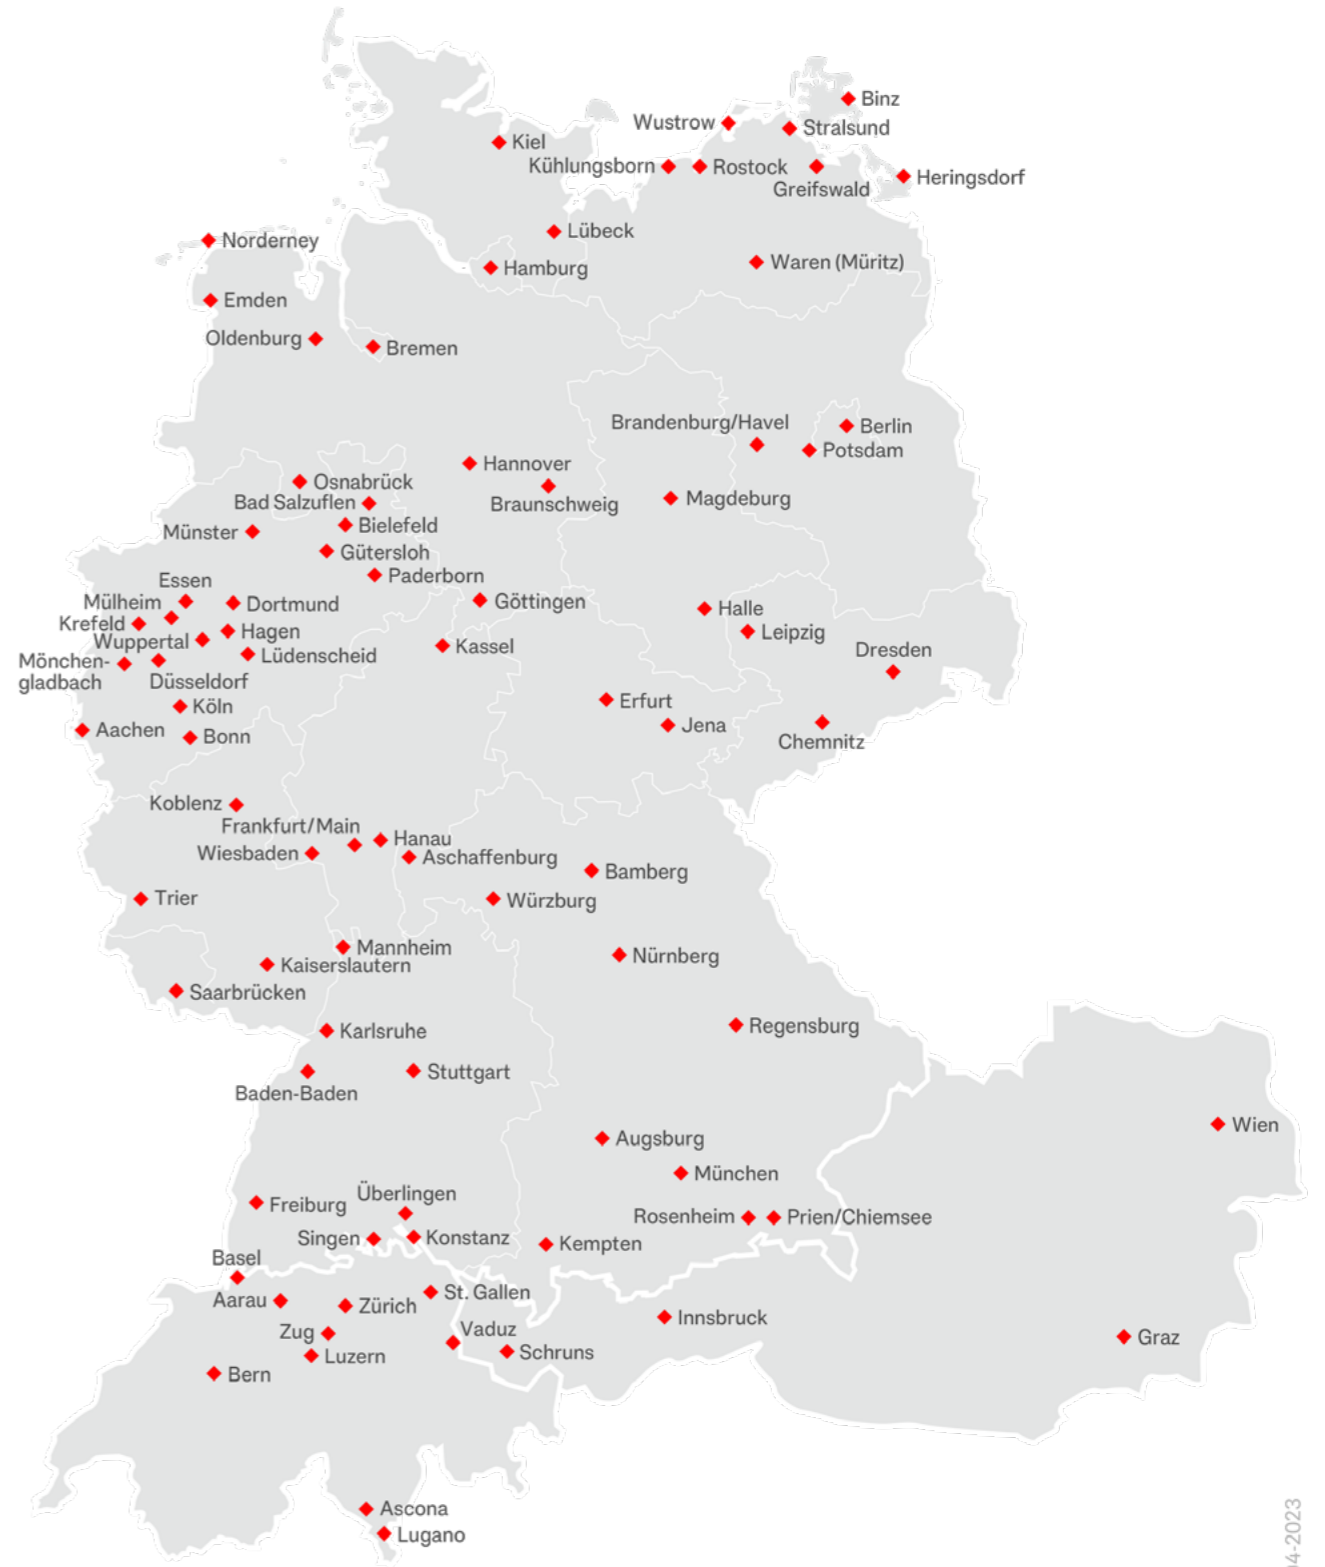 Binz
Wustrow
Stralsund
Kiel
Kühlungsborn
Rostock
Heringsdorf
Greifswald
Lübeck
Norderney
Hamburg
Waren (Müritz)
Emden
Oldenburg
Bremen
Brandenburg/Havel
Berlin
Potsdam
Hannover
Osnabrück
Bad Salzuflen
Braunschweig
Magdeburg
Bielefeld
Münster
Gütersloh
Paderborn
Essen
Mülheim
Dortmund
Göttingen
Halle
Krefeld
Hagen
Leipzig
Wuppertal
Kassel
Lüdenscheid
Dresden
Mönchen-
gladbach
Düsseldorf
Köln
Erfurt
Aachen
Bonn
Jena
Chemnitz
Koblenz
Frankfurt/Main
Hanau
Wiesbaden
Aschaffenburg
Bamberg
Trier
Würzburg
Mannheim
Nürnberg
Kaiserslautern
Saarbrücken
Karlsruhe
Regensburg
Stuttgart
Baden-Baden
Wien
Augsburg
München
Überlingen
Freiburg
Rosenheim
Prien/Chiemsee
Singen
Konstanz
Kempten
Basel
St. Gallen
Aarau
Zürich
Innsbruck
Zug
Vaduz
Graz
Luzern
Schruns
Bern
Ascona
Lugano
04-2023